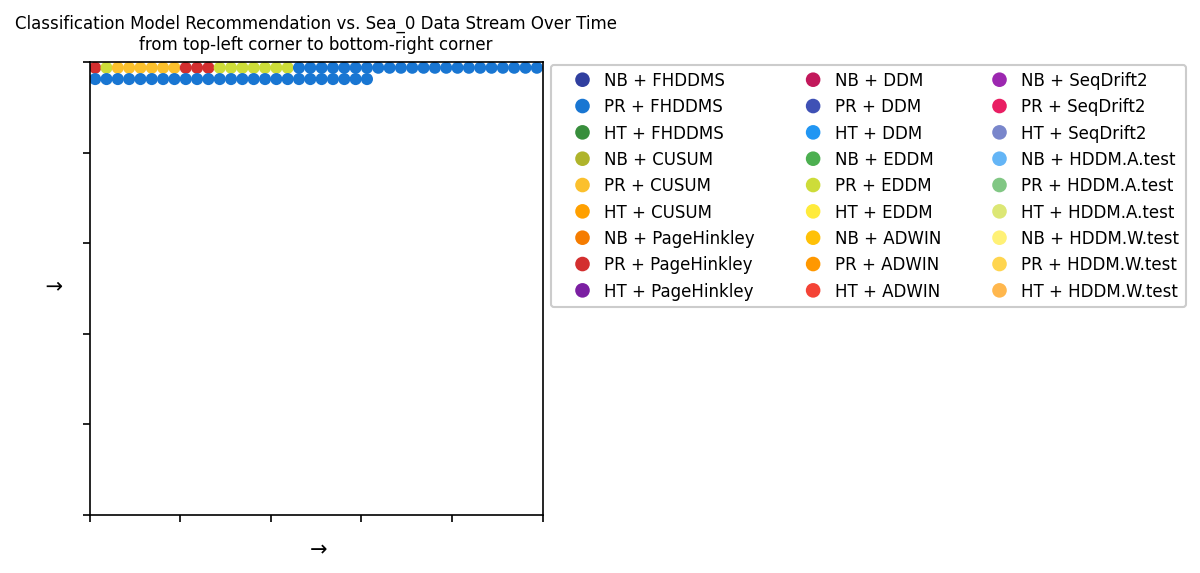 Classification Model Recommendation vs. Sea_0 Data Stream Over Time
from top-left corner to bottom-right corner
NB + FHDDMS
PR + FHDDMS
HT + FHDDMS
NB + CUSUM
PR + CUSUM
HT + CUSUM
NB + PageHinkley
PR + PageHinkley
HT + PageHinkley
NB + DDM
PR + DDM
HT + DDM
NB + EDDM
PR + EDDM
HT + EDDM
NB + ADWIN
PR + ADWIN
HT + ADWIN
NB + SeqDrift2
PR + SeqDrift2
HT + SeqDrift2
NB + HDDM.A.test
PR + HDDM.A.test
HT + HDDM.A.test
NB + HDDM.W.test
PR + HDDM.W.test
HT + HDDM.W.test
→
→